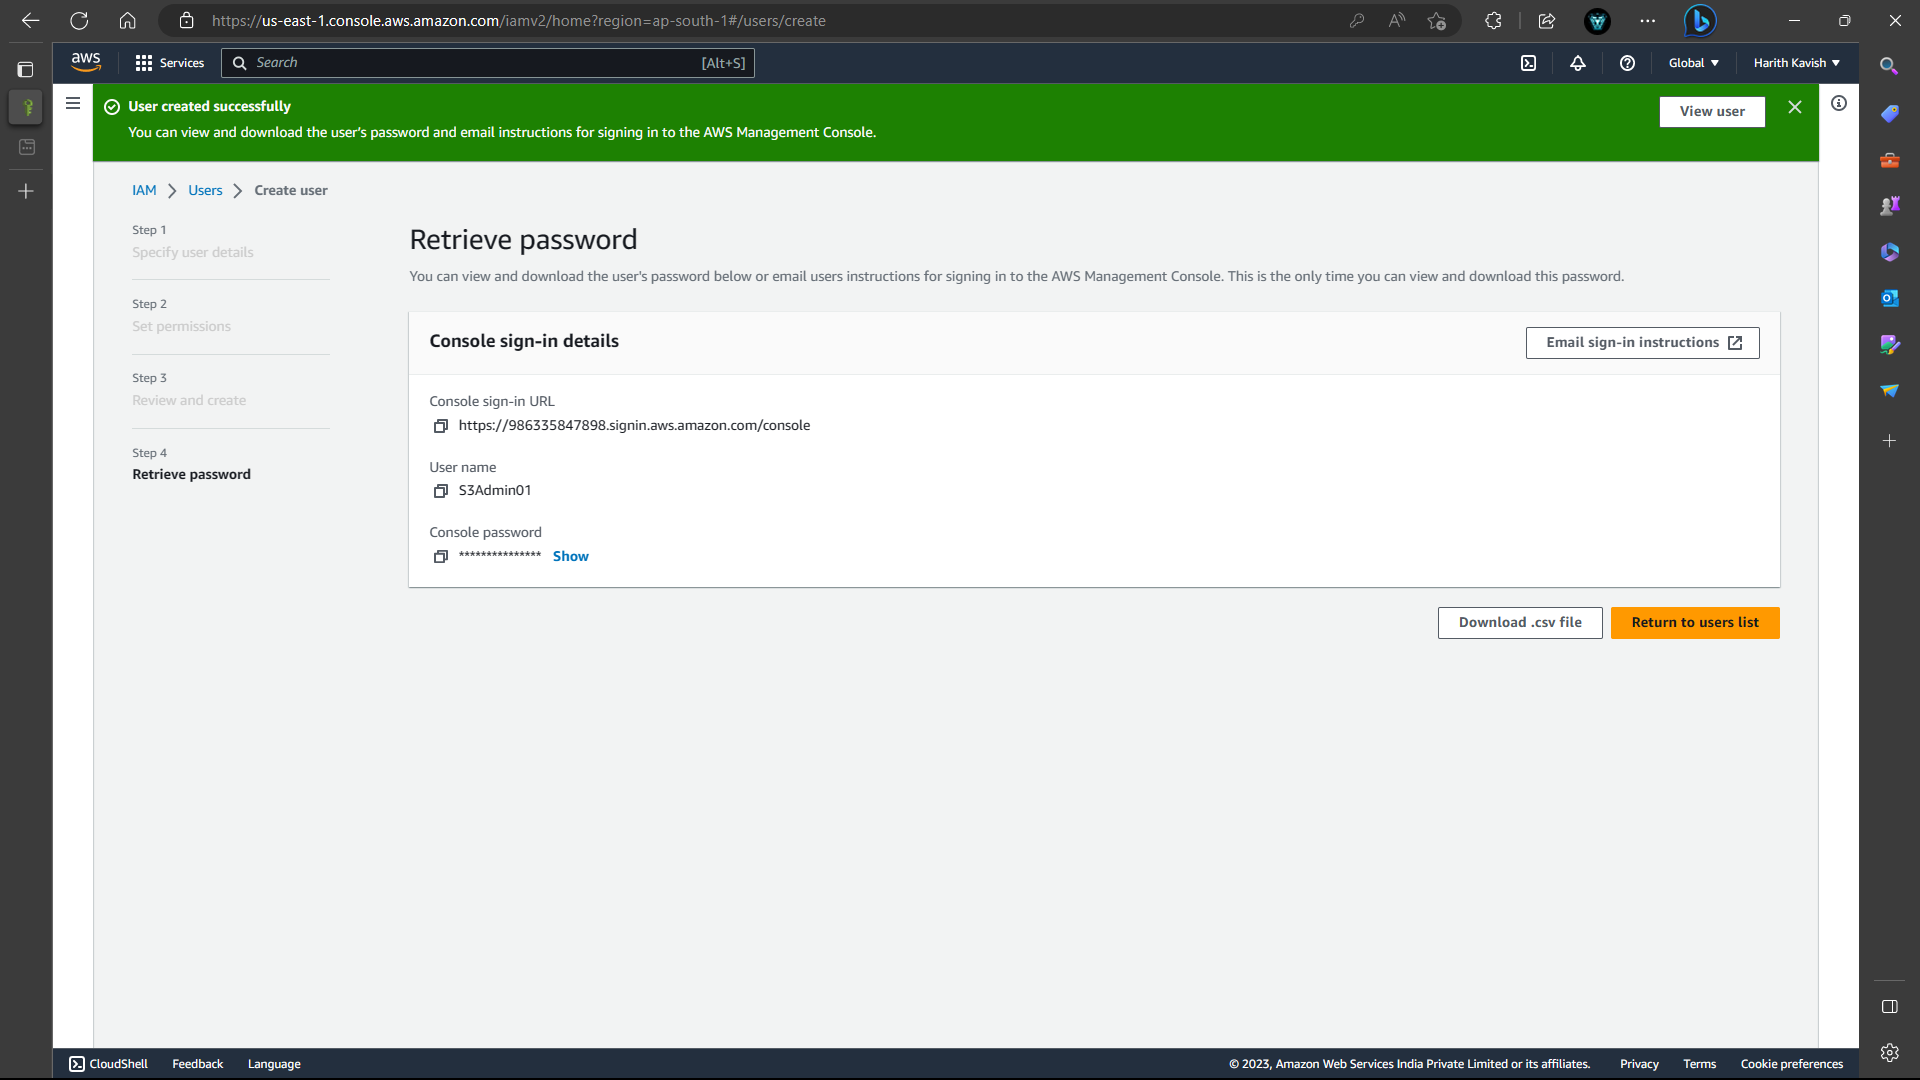 https://us-east-1.console.aws.amazon.com/iamv2/home?region=ap-south-1#/users/create
aws
Services
Search
[Alt+S]
Global
Harith Kavish
User created successfully
You can view and download the user's password and email instructions for signing in to the AWS Management Console.
View user
IAM
Users
Create user
Step 1
Specify user details
Step 2
Set permissions
Step 3
Review and create
Step 4
Retrieve password
Retrieve password
You can view and download the user's password below or email users instructions for signing in to the AWS Management Console. This is the only time you can view and download this password.
Console sign-in details
Email sign-in instructions
Console sign-in URL
https://986335847898.signin.aws.amazon.com/console
User name
S3Admin01
Console password
*************** Show
Download .csv file
Return to users list
CloudShell
Feedback
Language
© 2023, Amazon Web Services India Private Limited or its affiliates.
Privacy
Terms
Cookie preferences